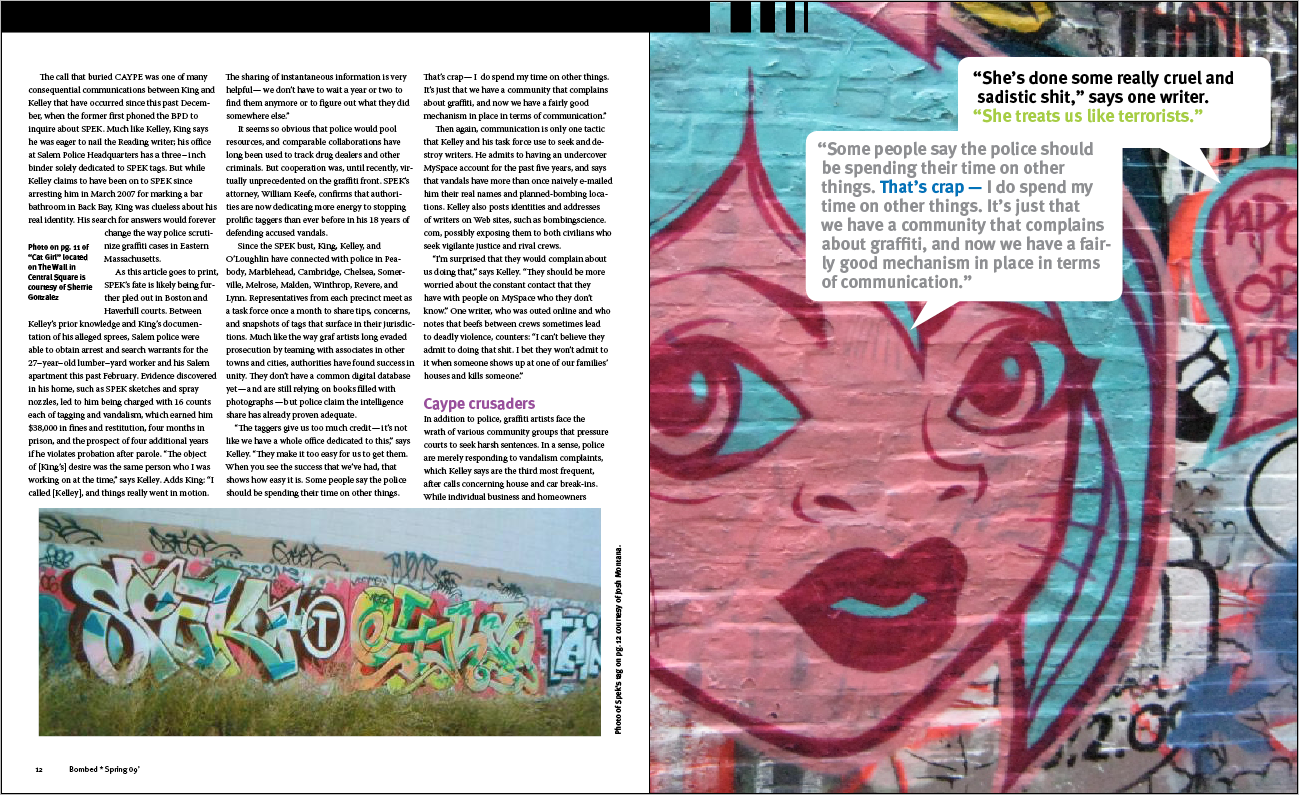 The call that buried CAYPE was one of many
consequential communications between King and
Kelley that have occurred since this past Decem-
ber, when the former first phoned the BPD to
inquire about SPEK. Much like Kelley, King says
he was eager to nail the Reading writer; his office
at Salem Police Headquarters has a three–inch
binder solely dedicated to SPEK tags. But while
Kelley claims to have been on to SPEK since
arresting him in March 2007 for marking a bar
bathroom in Back Bay, King was clueless about his
real identity. His search for answers would forever
change the way police scruti-
nize graffiti cases in Eastern
Massachusetts.
As this article goes to print,
SPEK's fate is likely being fur-
ther pled out in Boston and
Haverhill courts. Between
Kelley's prior knowledge and King's documen-
tation of his alleged sprees, Salem police were
able to obtain arrest and search warrants for the
27–year–old lumber–yard worker and his Salem
apartment this past February. Evidence discovered
in his home, such as SPEK sketches and spray
nozzles, led to him being charged with 16 counts
each of tagging and vandalism, which earned him
$38,000 in fines and restitution, four months in
prison, and the prospect of four additional years
if he violates probation after parole. "The object
of [King's] desire was the same person who I was
working on at the time," says Kelley. Adds King: "I
called [Kelley], and things really went in motion.
Photo on pg. 11 of
"Cat Girl" located
on The Wall in
Central Square is
courtesy of Sherrie
Gonzalez
The sharing of instantaneous information is very
helpful— we don't have to wait a year or two to
find them anymore or to figure out what they did
somewhere else."
It seems so obvious that police would pool
resources, and comparable collaborations have
long been used to track drug dealers and other
criminals. But cooperation was, until recently, vir-
tually unprecedented on the graffiti front. SPEK's
attorney, William Keefe, confirms that authori-
ties are now dedicating more energy to stopping
prolific taggers than ever before in his 18 years of
defending accused vandals.
Since the SPEK bust, King, Kelley, and
O'Loughlin have connected with police in Pea-
body, Marblehead, Cambridge, Chelsea, Somer-
ville, Melrose, Malden, Winthrop, Revere, and
Lynn. Representatives from each precinct meet as
a task force once a month to share tips, concerns,
and snapshots of tags that surface in their jurisdic-
tions. Much like the way graf artists long evaded
prosecution by teaming with associates in other
towns and cities, authorities have found success in
unity. They don't have a common digital database
yet—and are still relying on books filled with
photographs—but police claim the intelligence
share has already proven adequate.
"The taggers give us too much credit—it's not
like we have a whole office dedicated to this," says
Kelley. "They make it too easy for us to get them.
When you see the success that we've had, that
shows how easy it is. Some people say the police
should be spending their time on other things.
That's crap— I do spend my time on other things.
It's just that we have a community that complains
about graffiti, and now we have a fairly good
mechanism in place in terms of communication."
Then again, communication is only one tactic
that Kelley and his task force use to seek and de-
stroy writers. He admits to having an undercover
MySpace account for the past five years, and says
that vandals have more than once naively e-mailed
him their real names and planned-bombing loca-
tions. Kelley also posts identities and addresses
of writers on Web sites, such as bombingscience.
com, possibly exposing them to both civilians who
seek vigilante justice and rival crews.
"I'm surprised that they would complain about
us doing that," says Kelley. "They should be more
worried about the constant contact that they
have with people on MySpace who they don't
know." One writer, who was outed online and who
notes that beefs between crews sometimes lead
to deadly violence, counters: "I can't believe they
admit to doing that shit. I bet they won't admit to
it when someone shows up at one of our families'
houses and kills someone."
Caype crusaders
In addition to police, graffiti artists face the
wrath of various community groups that pressure
courts to seek harsh sentences. In a sense, police
are merely responding to vandalism complaints,
which Kelley says are the third most frequent,
after calls concerning house and car break-ins.
While individual business and homeowners
Photo of Spek's tag on pg. 12 courtesy of Josh Montana.
12
Bombed * Spring 09'
"She's done some really cruel and
sadistic shit," says one writer.
"She treats us like terrorists."
"Some people say the police should
be spending their time on other
things. That's crap — I do spend my
time on other things. It's just that
we have a community that complains
about graffiti, and now we have a fair-
ly good mechanism in place in terms
of communication."